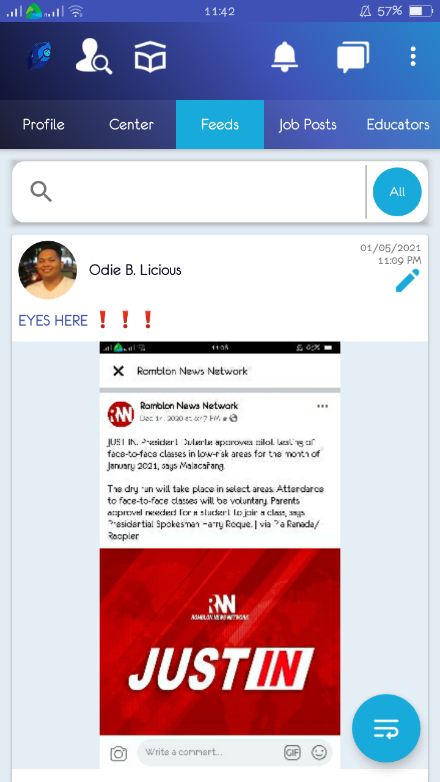 11:42
57%
Profile
Center
Feeds
Job Posts
Educators
All
Odie B. Licious
01/05/2021
11:09 PM
EYES HERE ❗ ❗ ❗
11:08
Romblon News Network
Romblon News Network
Dec 14, 2020 at 6:47 PM
JUST IN: President Duterte approves pilot testing of
face-to-face classes in low-risk areas for the month of
January 2021, says Malacañang.
The dry run will take place in select areas. Attendance
to face-to-face classes will be voluntary. Parents
approval needed for a student to join a class, says
Presidential Spokesman Harry Roque. | via Pia Ranada/
Rappler
RNN
ROMBLON NEWS NETWORK
JUST IN
Write a comment...
GIF